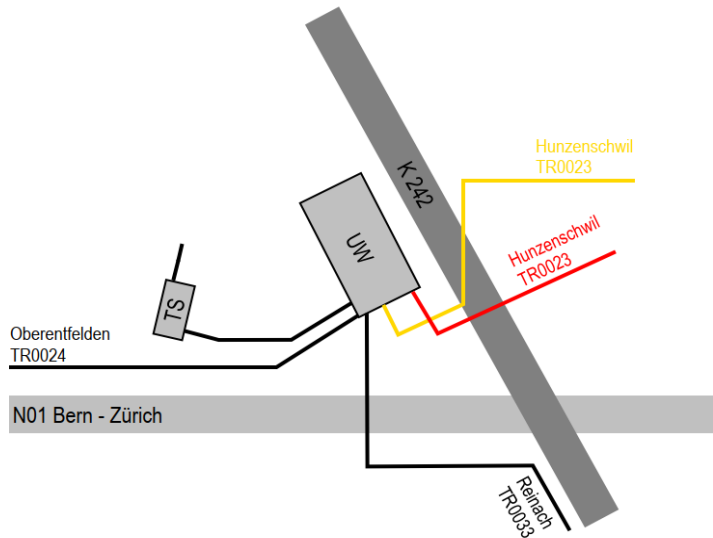 Hunzenschwil
TR0023
K 242
Hunzenschwil
TR0023
UW
TS
Oberentfelden
TR0024
N01 Bern - Zürich
Reinach
TR0033